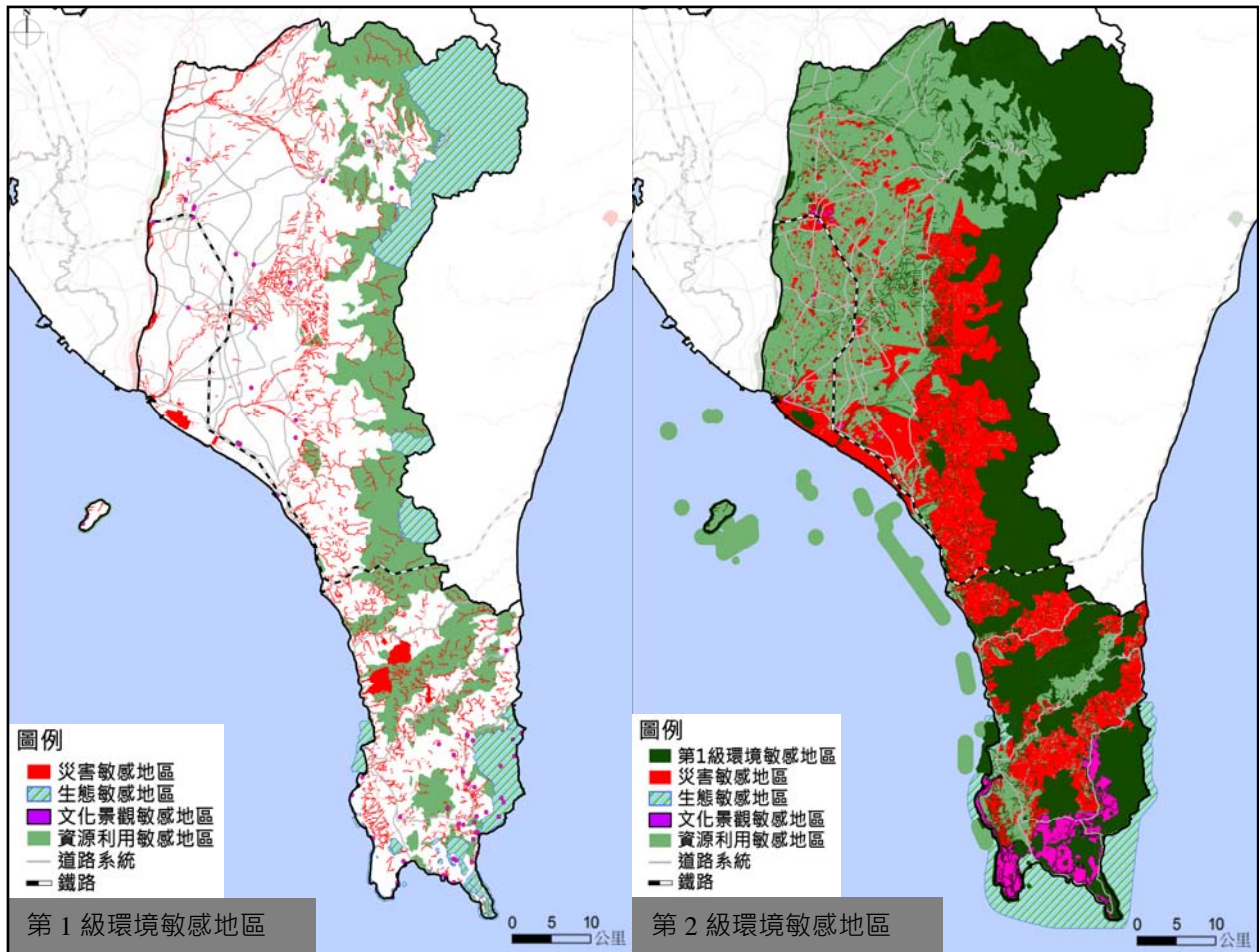 N
圖例
災害敏感地區
生態敏感地區
文化景觀敏感地區
資源利用敏感地區
道路系統
鐵路
第 1 級環境敏感地區
0 5 10
公里
圖例
第1級環境敏感地區
災害敏感地區
生態敏感地區
文化景觀敏感地區
資源利用敏感地區
道路系統
鐵路
第 2 級環境敏感地區
0 5 10
公里